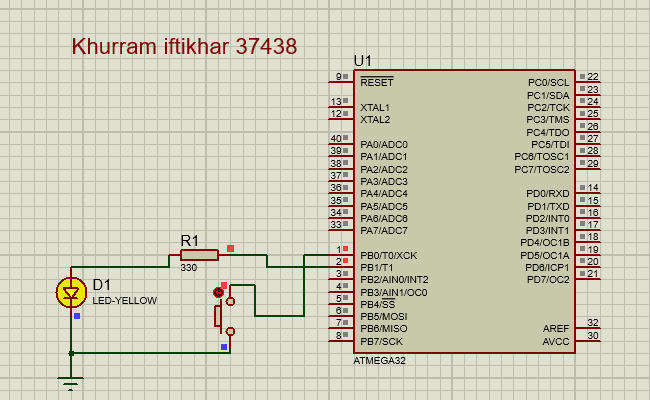 Khurram iftikhar 37438
U1
9 RESET PC0/SCL 22
PC1/SDA 23
13 XTAL1 PC2/TCK 24
12 XTAL2 PC3/TMS 25
PC4/TDO 26
40 PA0/ADC0 PC5/TDI 27
39 PA1/ADC1 PC6/TOSC1 28
38 PA2/ADC2 PC7/TOSC2 29
37 PA3/ADC3
36 PA4/ADC4 PD0/RXD 14
35 PA5/ADC5 PD1/TXD 15
34 PA6/ADC6 PD2/INT0 16
33 PA7/ADC7 PD3/INT1 17
PD4/OC1B 18
R1
1 PB0/T0/XCK PD5/OC1A 19
330
2 PB1/T1 PD6/ICP1 20
3 PB2/AIN0/INT2 PD7/OC2 21
D1
4 PB3/AIN1/OC0
LED-YELLOW
5 PB4/SS
6 PB5/MOSI
7 PB6/MISO AREF 32
8 PB7/SCK AVCC 30
ATMEGA32